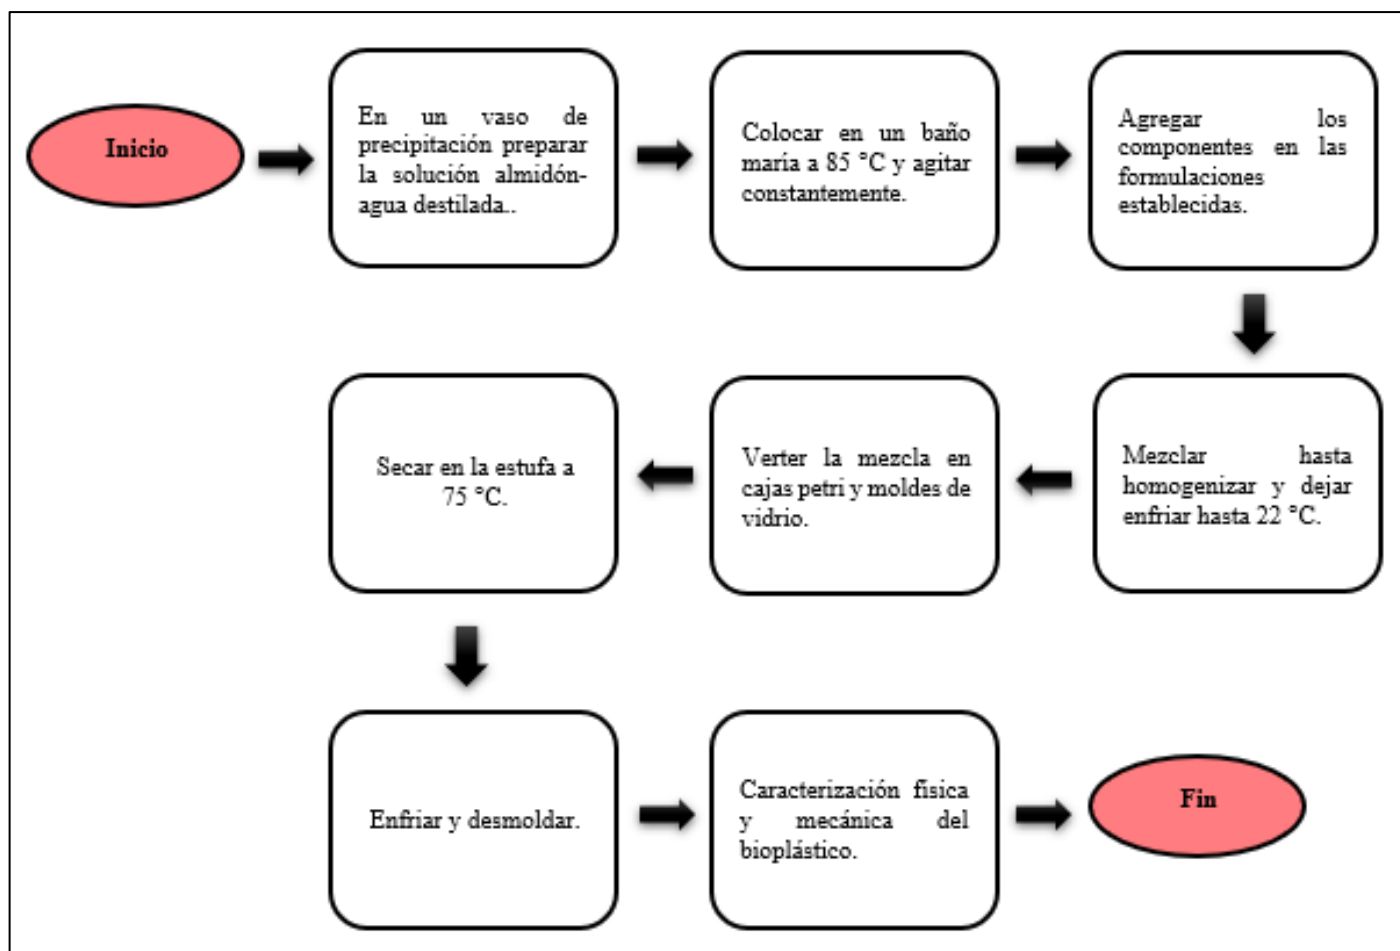 Inicio
En un vaso de
precipitación preparar
la solución almidón-
agua destilada..
Colocar en un baño
maría a 85 °C y agitar
constantemente.
Agregar los
componentes en las
formulaciones
establecidas.
Mezclar hasta
homogenizar y dejar
enfriar hasta 22 °C.
Verter la mezcla en
cajas petri y moldes de
vidrio.
Secar en la estufa a
75 °C.
Enfriar y desmoldar.
Caracterización física
y mecánica del
bioplástico.
Fin